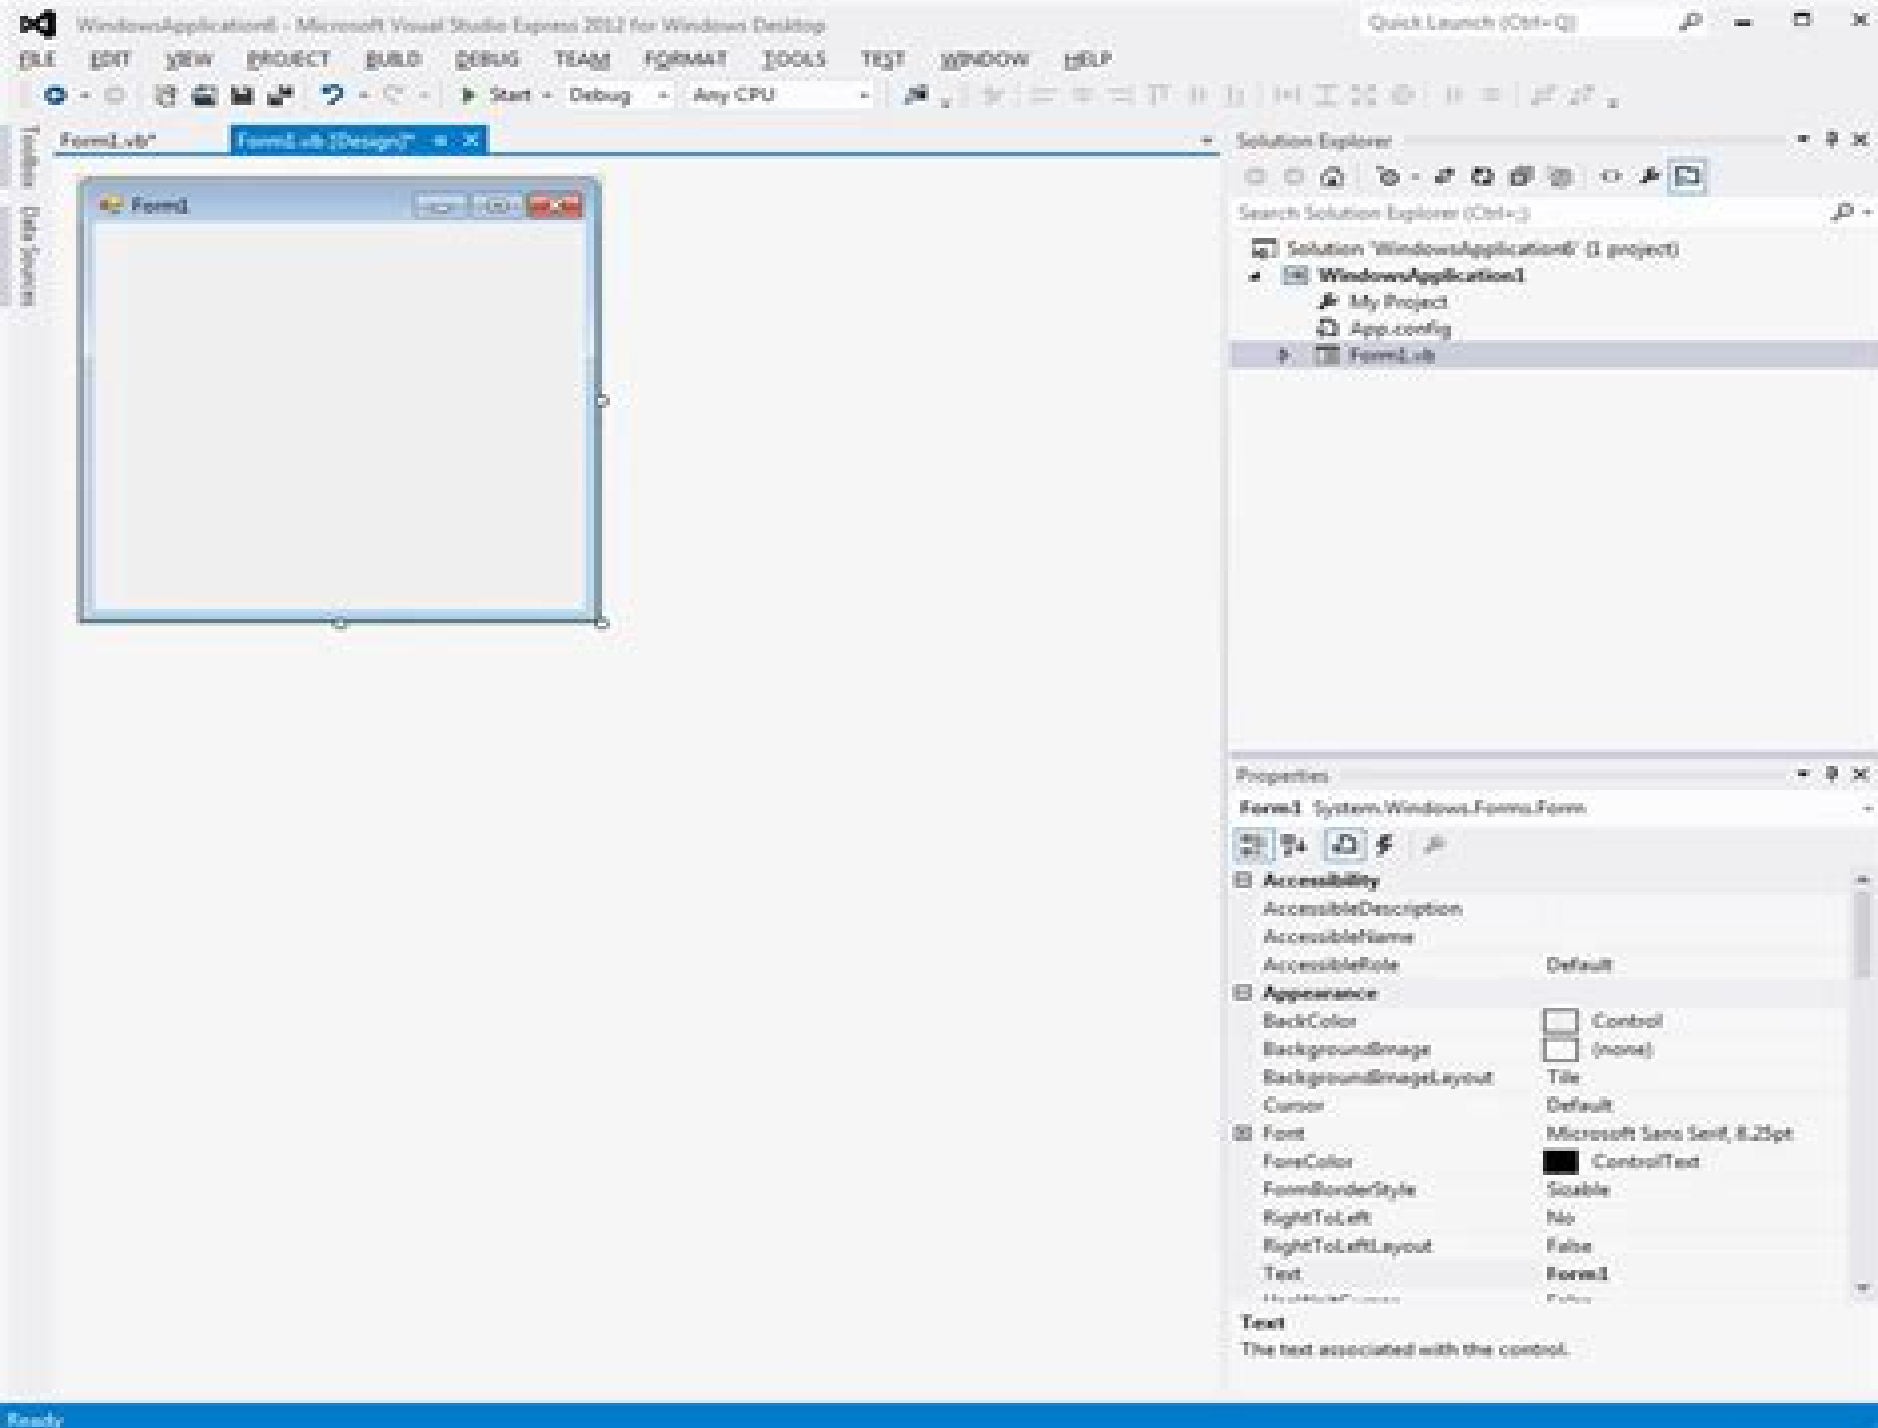 WindowsApplication6 - Microsoft Visual Studio Express 2012 for Windows Desktop
Quick Launch (Ctrl+Q)
FILE EDIT VIEW PROJECT BUILD DEBUG TEAM FORMAT TOOLS TEST WINDOW HELP
Start Debug Any CPU
Toolbox
Data Sources
Form1.vb*
Form1.vb [Design]*
Form1
Solution Explorer
Search Solution Explorer (Ctrl+;)
Solution 'WindowsApplication6' (1 project)
WindowsApplication1
My Project
App.config
Form1.vb
Properties
Form1 System.Windows.Forms.Form
Accessibility
AccessibleDescription
AccessibleName
AccessibleRole Default
Appearance
BackColor Control
BackgroundImage (none)
BackgroundImageLayout Tile
Cursor Default
Font Microsoft Sans Serif, 8.25pt
ForeColor ControlText
FormBorderStyle Sizable
RightToLeft No
RightToLeftLayout False
Text Form1
Text
The text associated with the control.
Ready